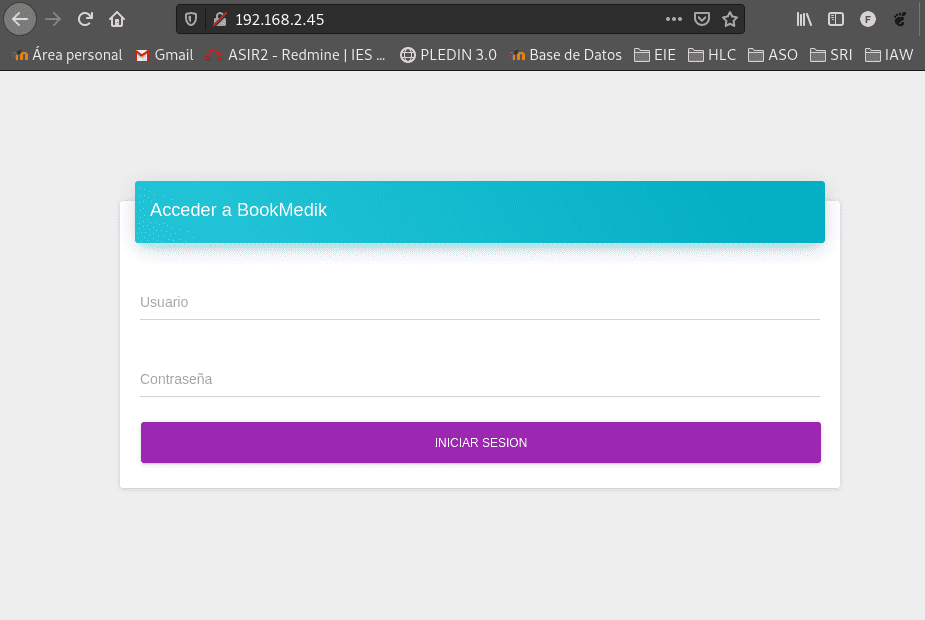 192.168.2.45
F
Área personal Gmail ASIR2 - Redmine | IES ... PLEDIN 3.0 Base de Datos EIE HLC ASO SRI IAW
Acceder a BookMedik
Usuario
Contraseña
INICIAR SESION